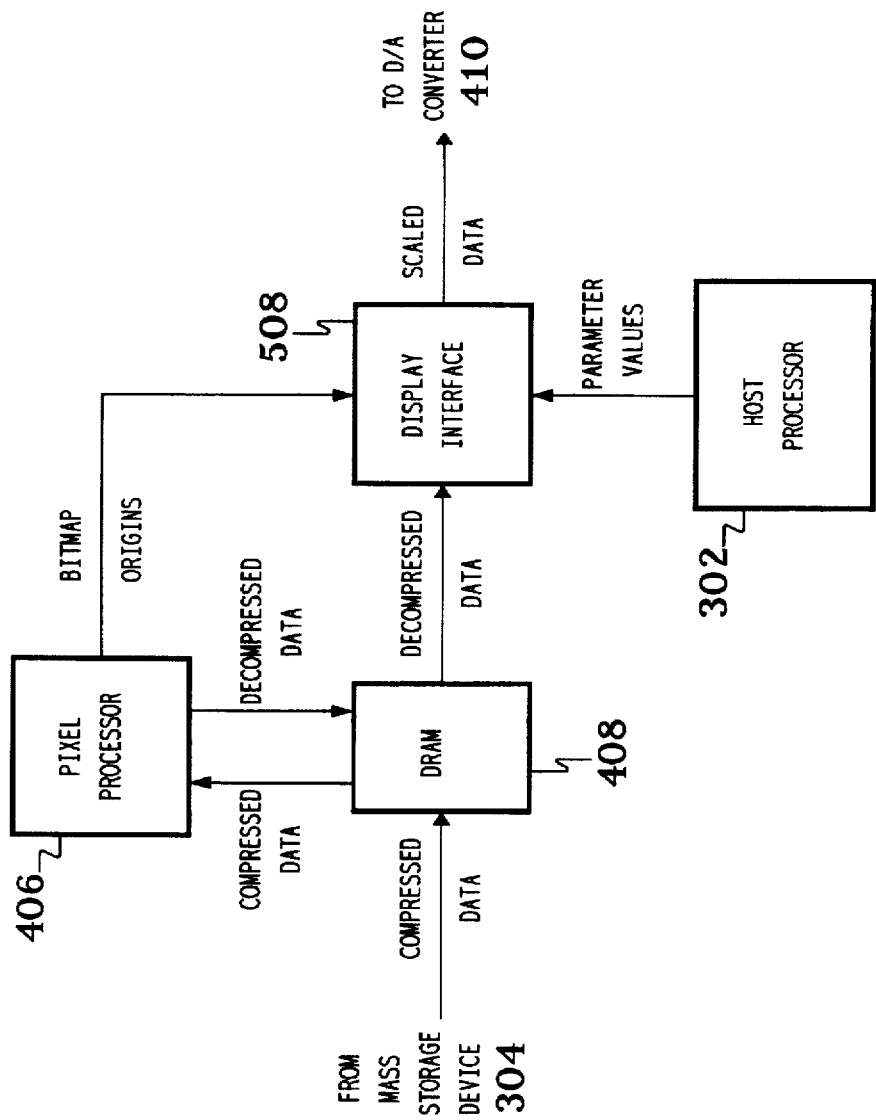 406
PIXEL
PROCESSOR
BITMAP
ORIGINS
COMPRESSED
DATA
DECOMPRESSED
DATA
FROM
MASS
STORAGE
DEVICE
304
COMPRESSED
DATA
DRAM
408
DECOMPRESSED
DATA
508
DISPLAY
INTERFACE
SCALED
DATA
TO D/A
CONVERTER
410
PARAMETER
VALUES
302
HOST
PROCESSOR